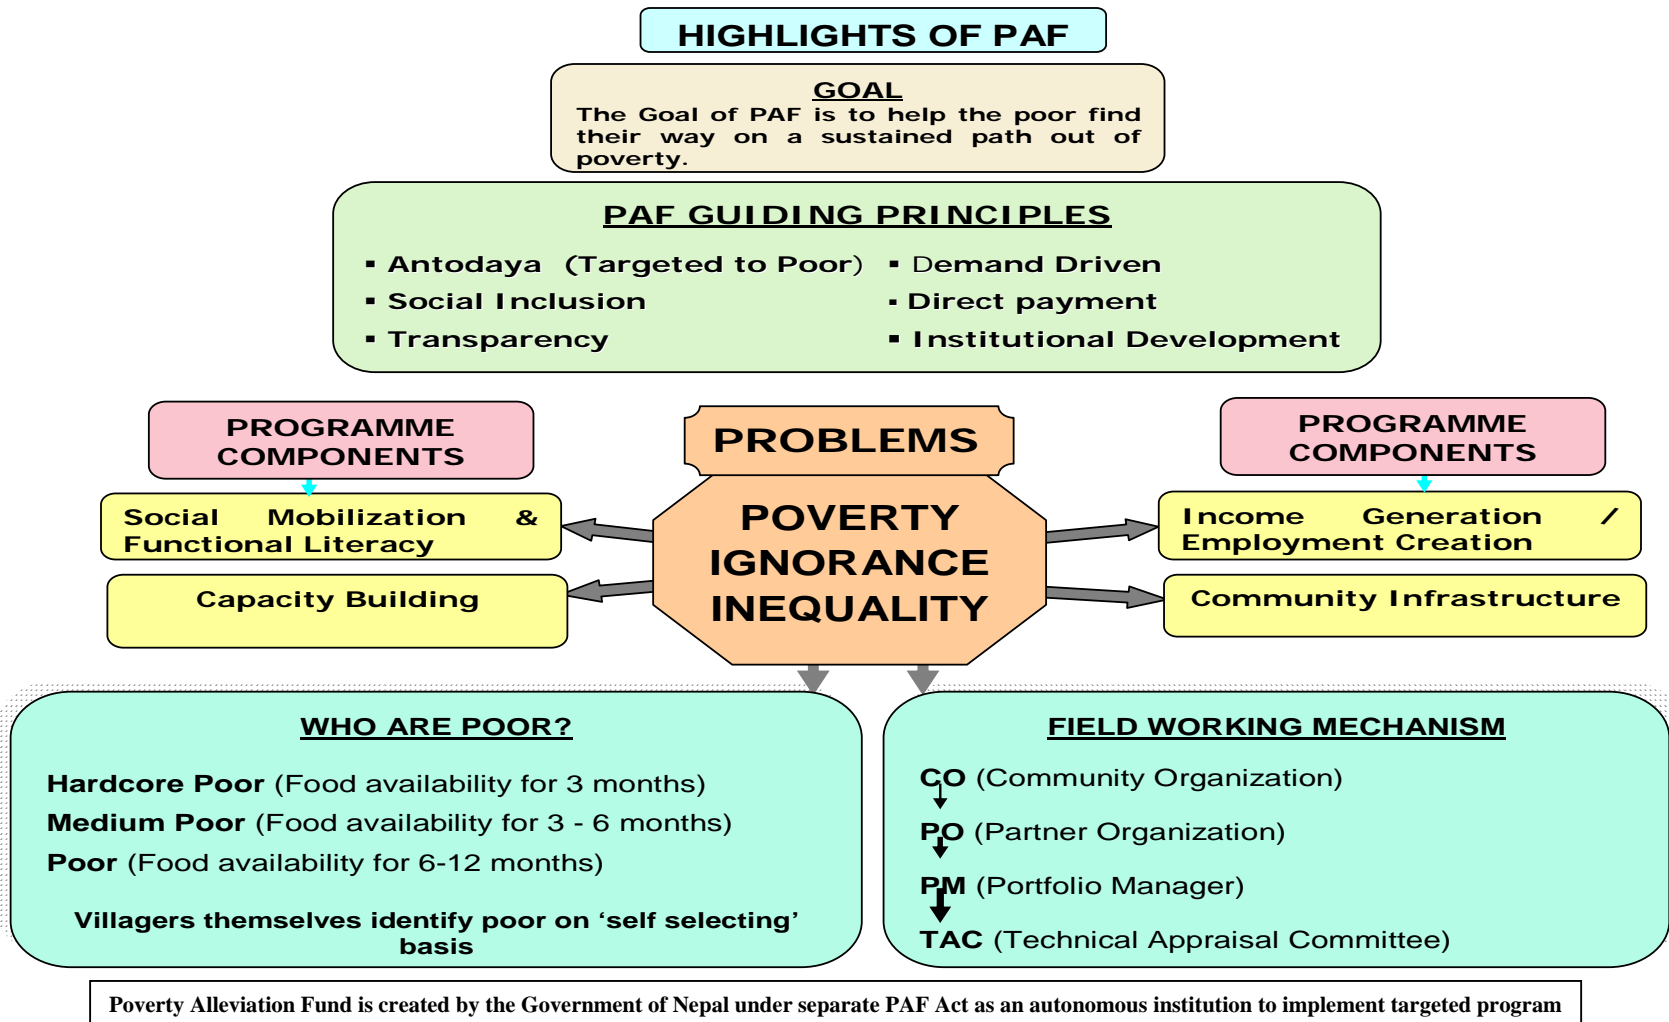 HIGHLIGHTS OF PAF
GOAL
The Goal of PAF is to help the poor find
their way on a sustained path out of
poverty.
PAF GUIDING PRINCIPLES
▪ Antodaya (Targeted to Poor) ▪ Demand Driven
▪ Social Inclusion ▪ Direct payment
▪ Transparency ▪ Institutional Development
PROGRAMME
COMPONENTS
Social Mobilization &
Functional Literacy
Capacity Building
PROBLEMS
POVERTY
IGNORANCE
INEQUALITY
PROGRAMME
COMPONENTS
Income Generation /
Employment Creation
Community Infrastructure
WHO ARE POOR?
Hardcore Poor (Food availability for 3 months)
Medium Poor (Food availability for 3 - 6 months)
Poor (Food availability for 6-12 months)
Villagers themselves identify poor on ‘self selecting’
basis
FIELD WORKING MECHANISM
CO (Community Organization)
PO (Partner Organization)
PM (Portfolio Manager)
TAC (Technical Appraisal Committee)
Poverty Alleviation Fund is created by the Government of Nepal under separate PAF Act as an autonomous institution to implement targeted program